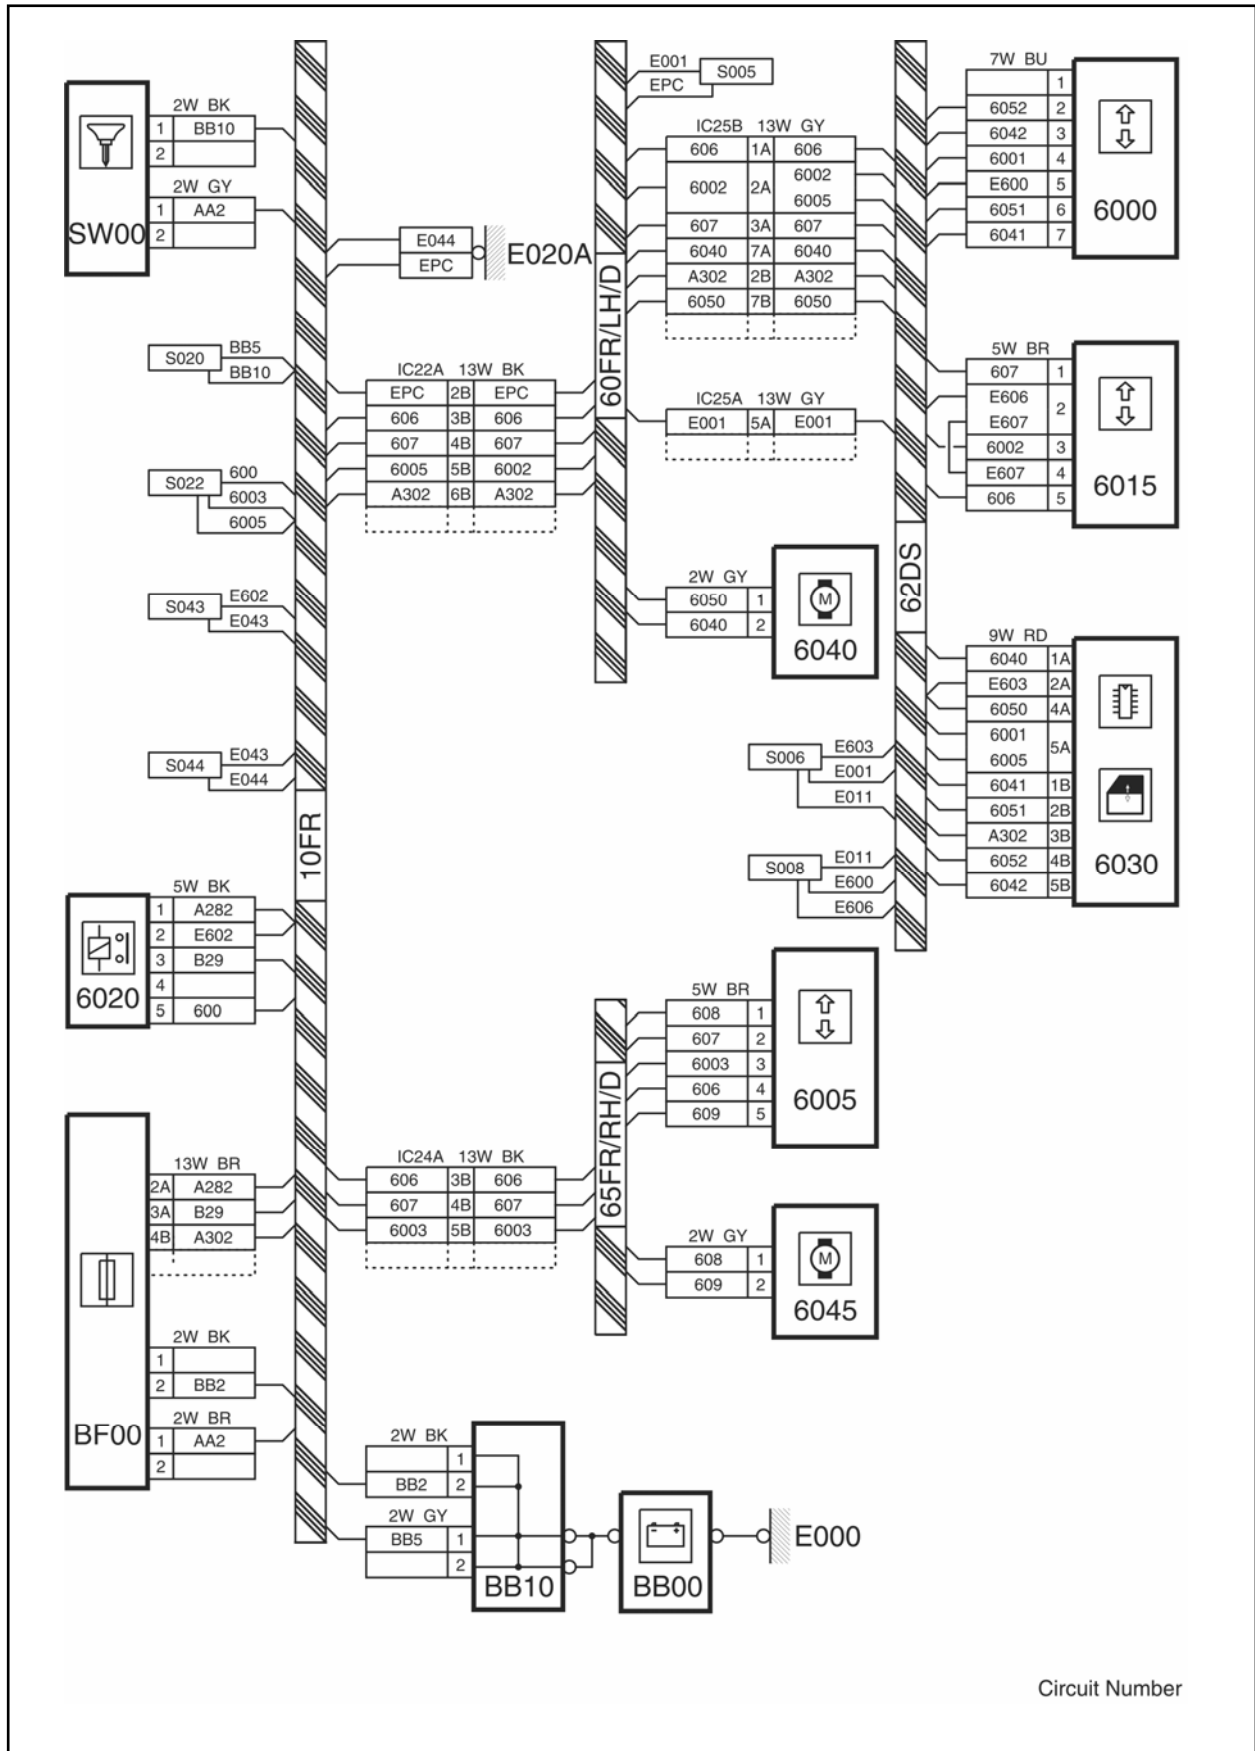 2W BK
1 BB10
2
2W GY
1 AA2
2
SW00
E044
EPC
E020A
S020
BB5
BB10
S022
600
6003
6005
S043
E602
E043
S044
E043
E044
10FR
5W BK
1 A282
2 E602
3 B29
4
5 600
6020
13W BR
2A A282
3A B29
4B A302
2W BK
1
2 BB2
2W BR
1 AA2
2
BF00
IC22A 13W BK
EPC 2B EPC
606 3B 606
607 4B 607
6005 5B 6002
A302 6B A302
IC24A 13W BK
606 3B 606
607 4B 607
6003 5B 6003
2W BK
1
BB2 2
2W GY
BB5 1
2
BB10
BB00
E000
60FR/LH/D
E001
EPC
S005
IC25B 13W GY
606 1A 606
6002 2A 6002
6005
607 3A 607
6040 7A 6040
A302 2B A302
6050 7B 6050
IC25A 13W GY
E001 5A E001
2W GY
6050 1
6040 2
M
6040
S006
E603
E001
E011
S008
E011
E600
E606
65FR/RH/D
5W BR
608 1
607 2
6003 3
606 4
609 5
6005
2W GY
608 1
609 2
M
6045
62DS
7W BU
1
6052 2
6042 3
6001 4
E600 5
6051 6
6041 7
6000
5W BR
607 1
E606 2
E607
6002 3
E607 4
606 5
6015
9W RD
6040 1A
E603 2A
6050 4A
6001 5A
6005
6041 1B
6051 2B
A302 3B
6052 4B
6042 5B
6030
Circuit Number